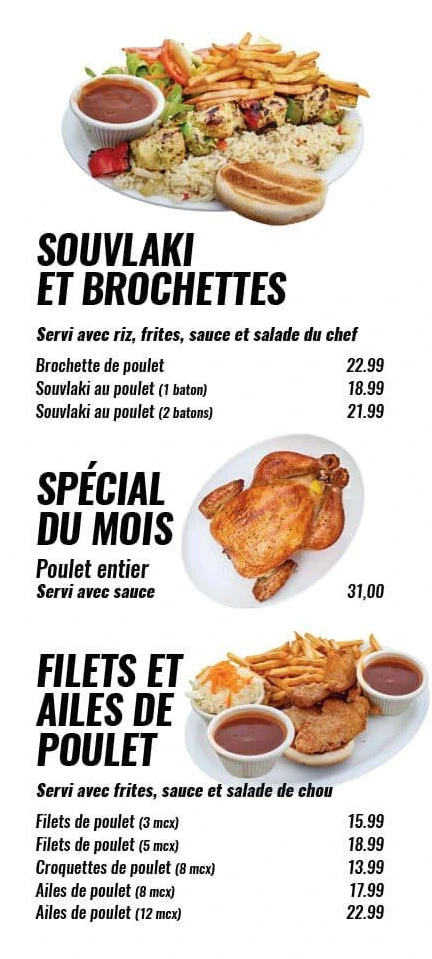 SOUVLAKI
ET BROCHETTES
Servi avec riz, frites, sauce et salade du chef
Brochette de poulet 22.99
Souvlaki au poulet (1 baton) 18.99
Souvlaki au poulet (2 batons) 21.99
SPÉCIAL
DU MOIS
Poulet entier
Servi avec sauce 31,00
FILETS ET
AILES DE
POULET
Servi avec frites, sauce et salade de chou
Filets de poulet (3 mcx) 15.99
Filets de poulet (5 mcx) 18.99
Croquettes de poulet (8 mcx) 13.99
Ailes de poulet (8 mcx) 17.99
Ailes de poulet (12 mcx) 22.99